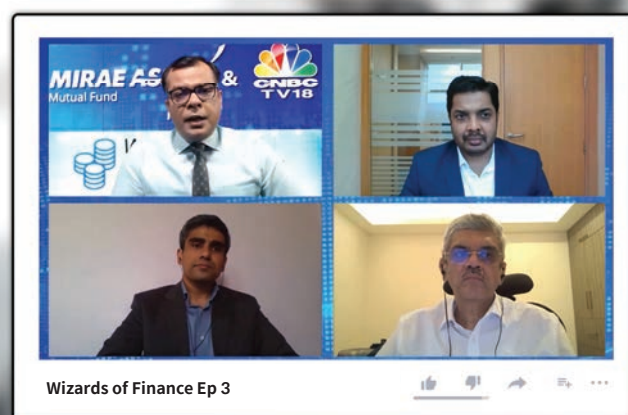 MIRAE AS &
Mutual Fund
CNBC
TV18
W
Wizards of Finance Ep 3